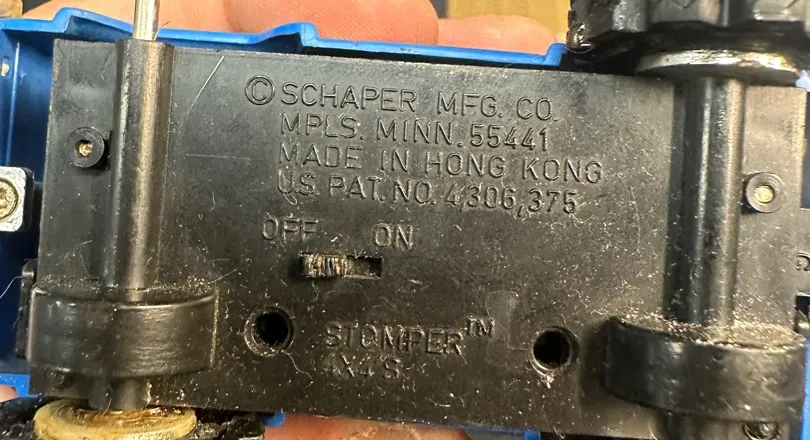 ©SCHAPER MFG. CO.
MPLS. MINN. 55441
MADE IN HONG KONG
U.S. PAT. NO. 4,306,375
OFF ON
STOMPER™
4X4'S